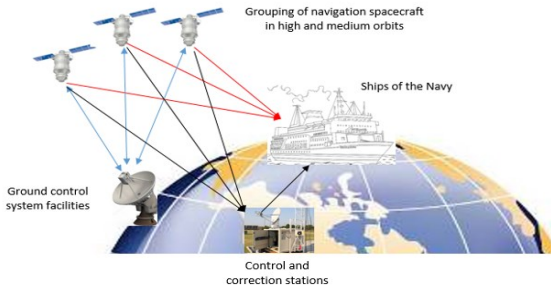 Grouping of navigation spacecraft
in high and medium orbits
Ships of the Navy
Ground control
system facilities
Control and
correction stations